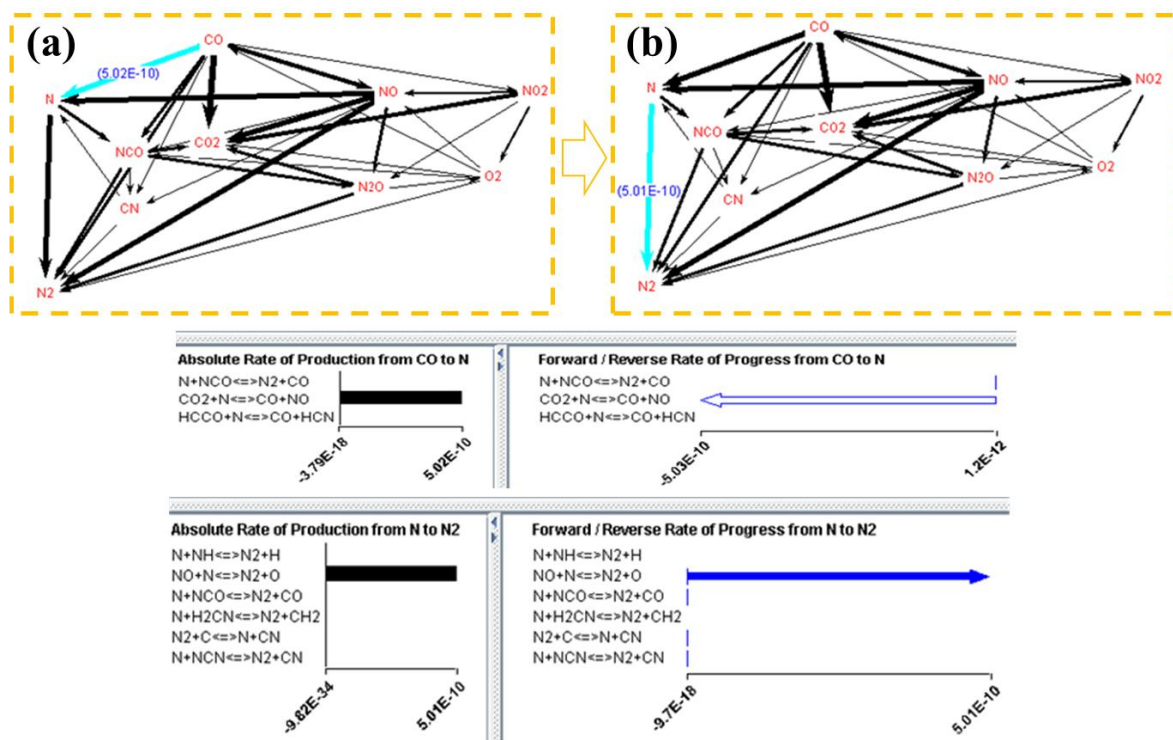 (a)
CO
(5.02E-10)
N
NO
NO2
NCO
CO2
O2
N2O
CN
N2
(b)
CO
N
NO
NO2
NCO
CO2
O2
N2O
(5.01E-10)
CN
N2
Absolute Rate of Production from CO to N
N+NCO<=>N2+CO
CO2+N<=>CO+NO
HCCO+N<=>CO+HCN
-3.79E-18
5.02E-10
Forward / Reverse Rate of Progress from CO to N
N+NCO<=>N2+CO
CO2+N<=>CO+NO
HCCO+N<=>CO+HCN
-5.03E-10
1.2E-12
Absolute Rate of Production from N to N2
N+NH<=>N2+H
NO+N<=>N2+O
N+NCO<=>N2+CO
N+H2CN<=>N2+CH2
N2+C<=>N+CN
N+NCN<=>N2+CN
-9.82E-34
5.01E-10
Forward / Reverse Rate of Progress from N to N2
N+NH<=>N2+H
NO+N<=>N2+O
N+NCO<=>N2+CO
N+H2CN<=>N2+CH2
N2+C<=>N+CN
N+NCN<=>N2+CN
-9.7E-18
5.01E-10